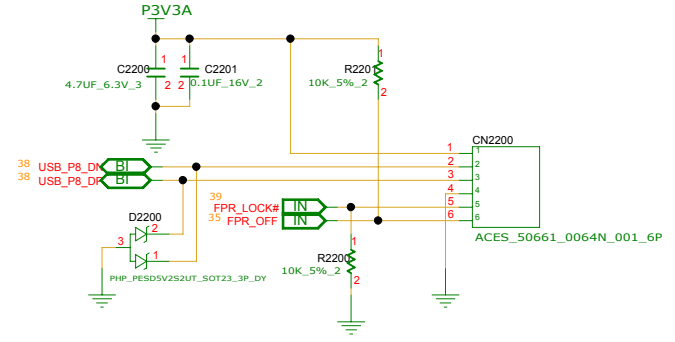 P3V3A
C2200
1
2
4.7UF_6.3V_3
1
C2201
2
0.1UF_16V_2
1
R2201
10K_5%_2
2
CN2200
1 1
2 2
3 3
4 4
5 5
6 6
ACES_50661_0064N_001_6P
38 USB_P8_DN BI
38 USB_P8_DP BI
39 FPR_LOCK# IN
35 FPR_OFF IN
D2200
2
3
1
PHP_PESD5V2S2UT_SOT23_3P_DY
1
R2200
10K_5%_2
2